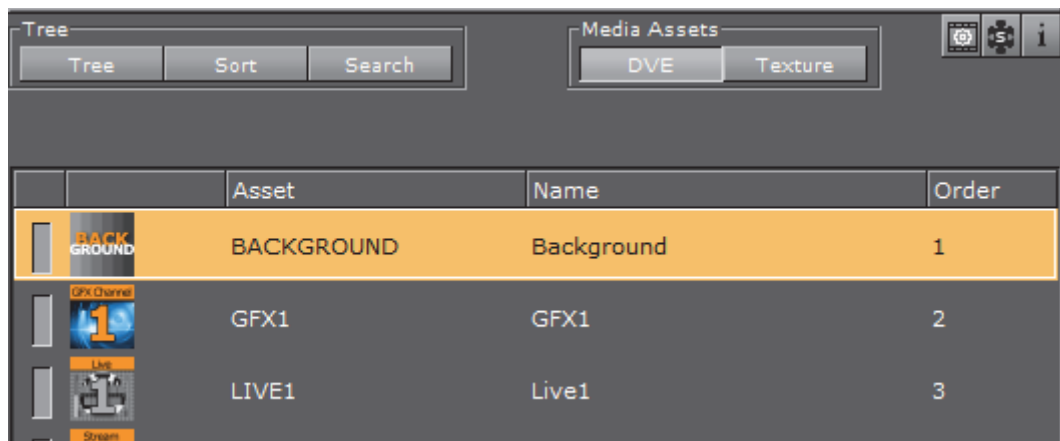 Tree
Media Assets
Tree Sort Search
DVE Texture
S i
Asset Name Order
BACK
GROUND
BACKGROUND Background 1
GFX Channel
1
GFX1 GFX1 2
Live
1
LIVE1 Live1 3
Stream